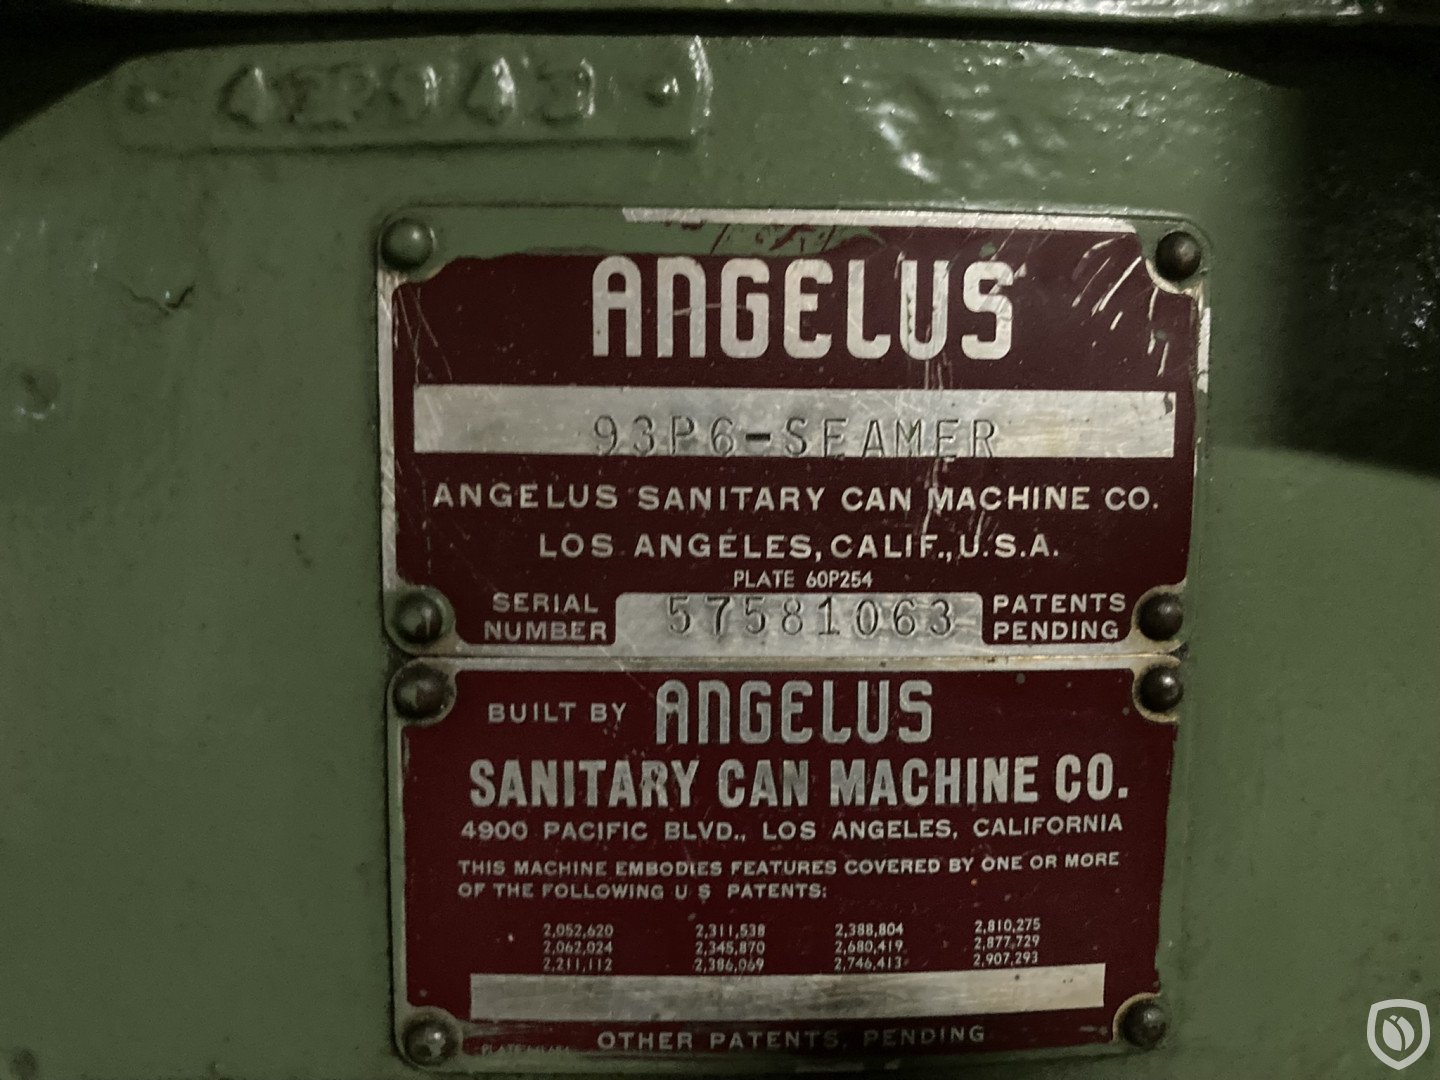 ANGELUS
93P6-SEAMER
ANGELUS SANITARY CAN MACHINE CO.
LOS ANGELES, CALIF., U.S.A.
PLATE 60P254
SERIAL NUMBER 57581063 PATENTS PENDING
BUILT BY ANGELUS
SANITARY CAN MACHINE CO.
4900 PACIFIC BLVD., LOS ANGELES, CALIFORNIA
THIS MACHINE EMBODIES FEATURES COVERED BY ONE OR MORE
OF THE FOLLOWING U S PATENTS:
2,052,620 2,311,538 2,388,804 2,810,275
2,062,024 2,345,870 2,680,419 2,877,729
2,211,112 2,386,069 2,746,413 2,907,293
OTHER PATENTS PENDING
PLATE